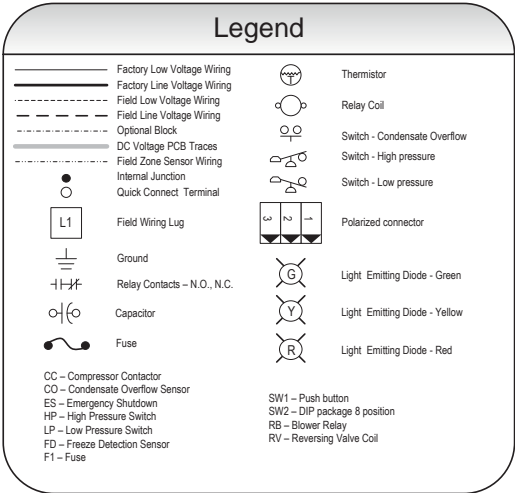 Legend
Factory Low Voltage Wiring
Factory Line Voltage Wiring
Field Low Voltage Wiring
Field Line Voltage Wiring
Optional Block
DC Voltage PCB Traces
Field Zone Sensor Wiring
Internal Junction
Quick Connect Terminal
L1 Field Wiring Lug
Ground
Relay Contacts – N.O., N.C.
Capacitor
Fuse
Thermistor
Relay Coil
Switch - Condensate Overflow
Switch - High pressure
Switch - Low pressure
3 2 1 Polarized connector
G Light Emitting Diode - Green
Y Light Emitting Diode - Yellow
R Light Emitting Diode - Red
CC – Compressor Contactor
CO – Condensate Overflow Sensor
ES – Emergency Shutdown
HP – High Pressure Switch
LP – Low Pressure Switch
FD – Freeze Detection Sensor
F1 – Fuse
SW1 – Push button
SW2 – DIP package 8 position
RB – Blower Relay
RV – Reversing Valve Coil